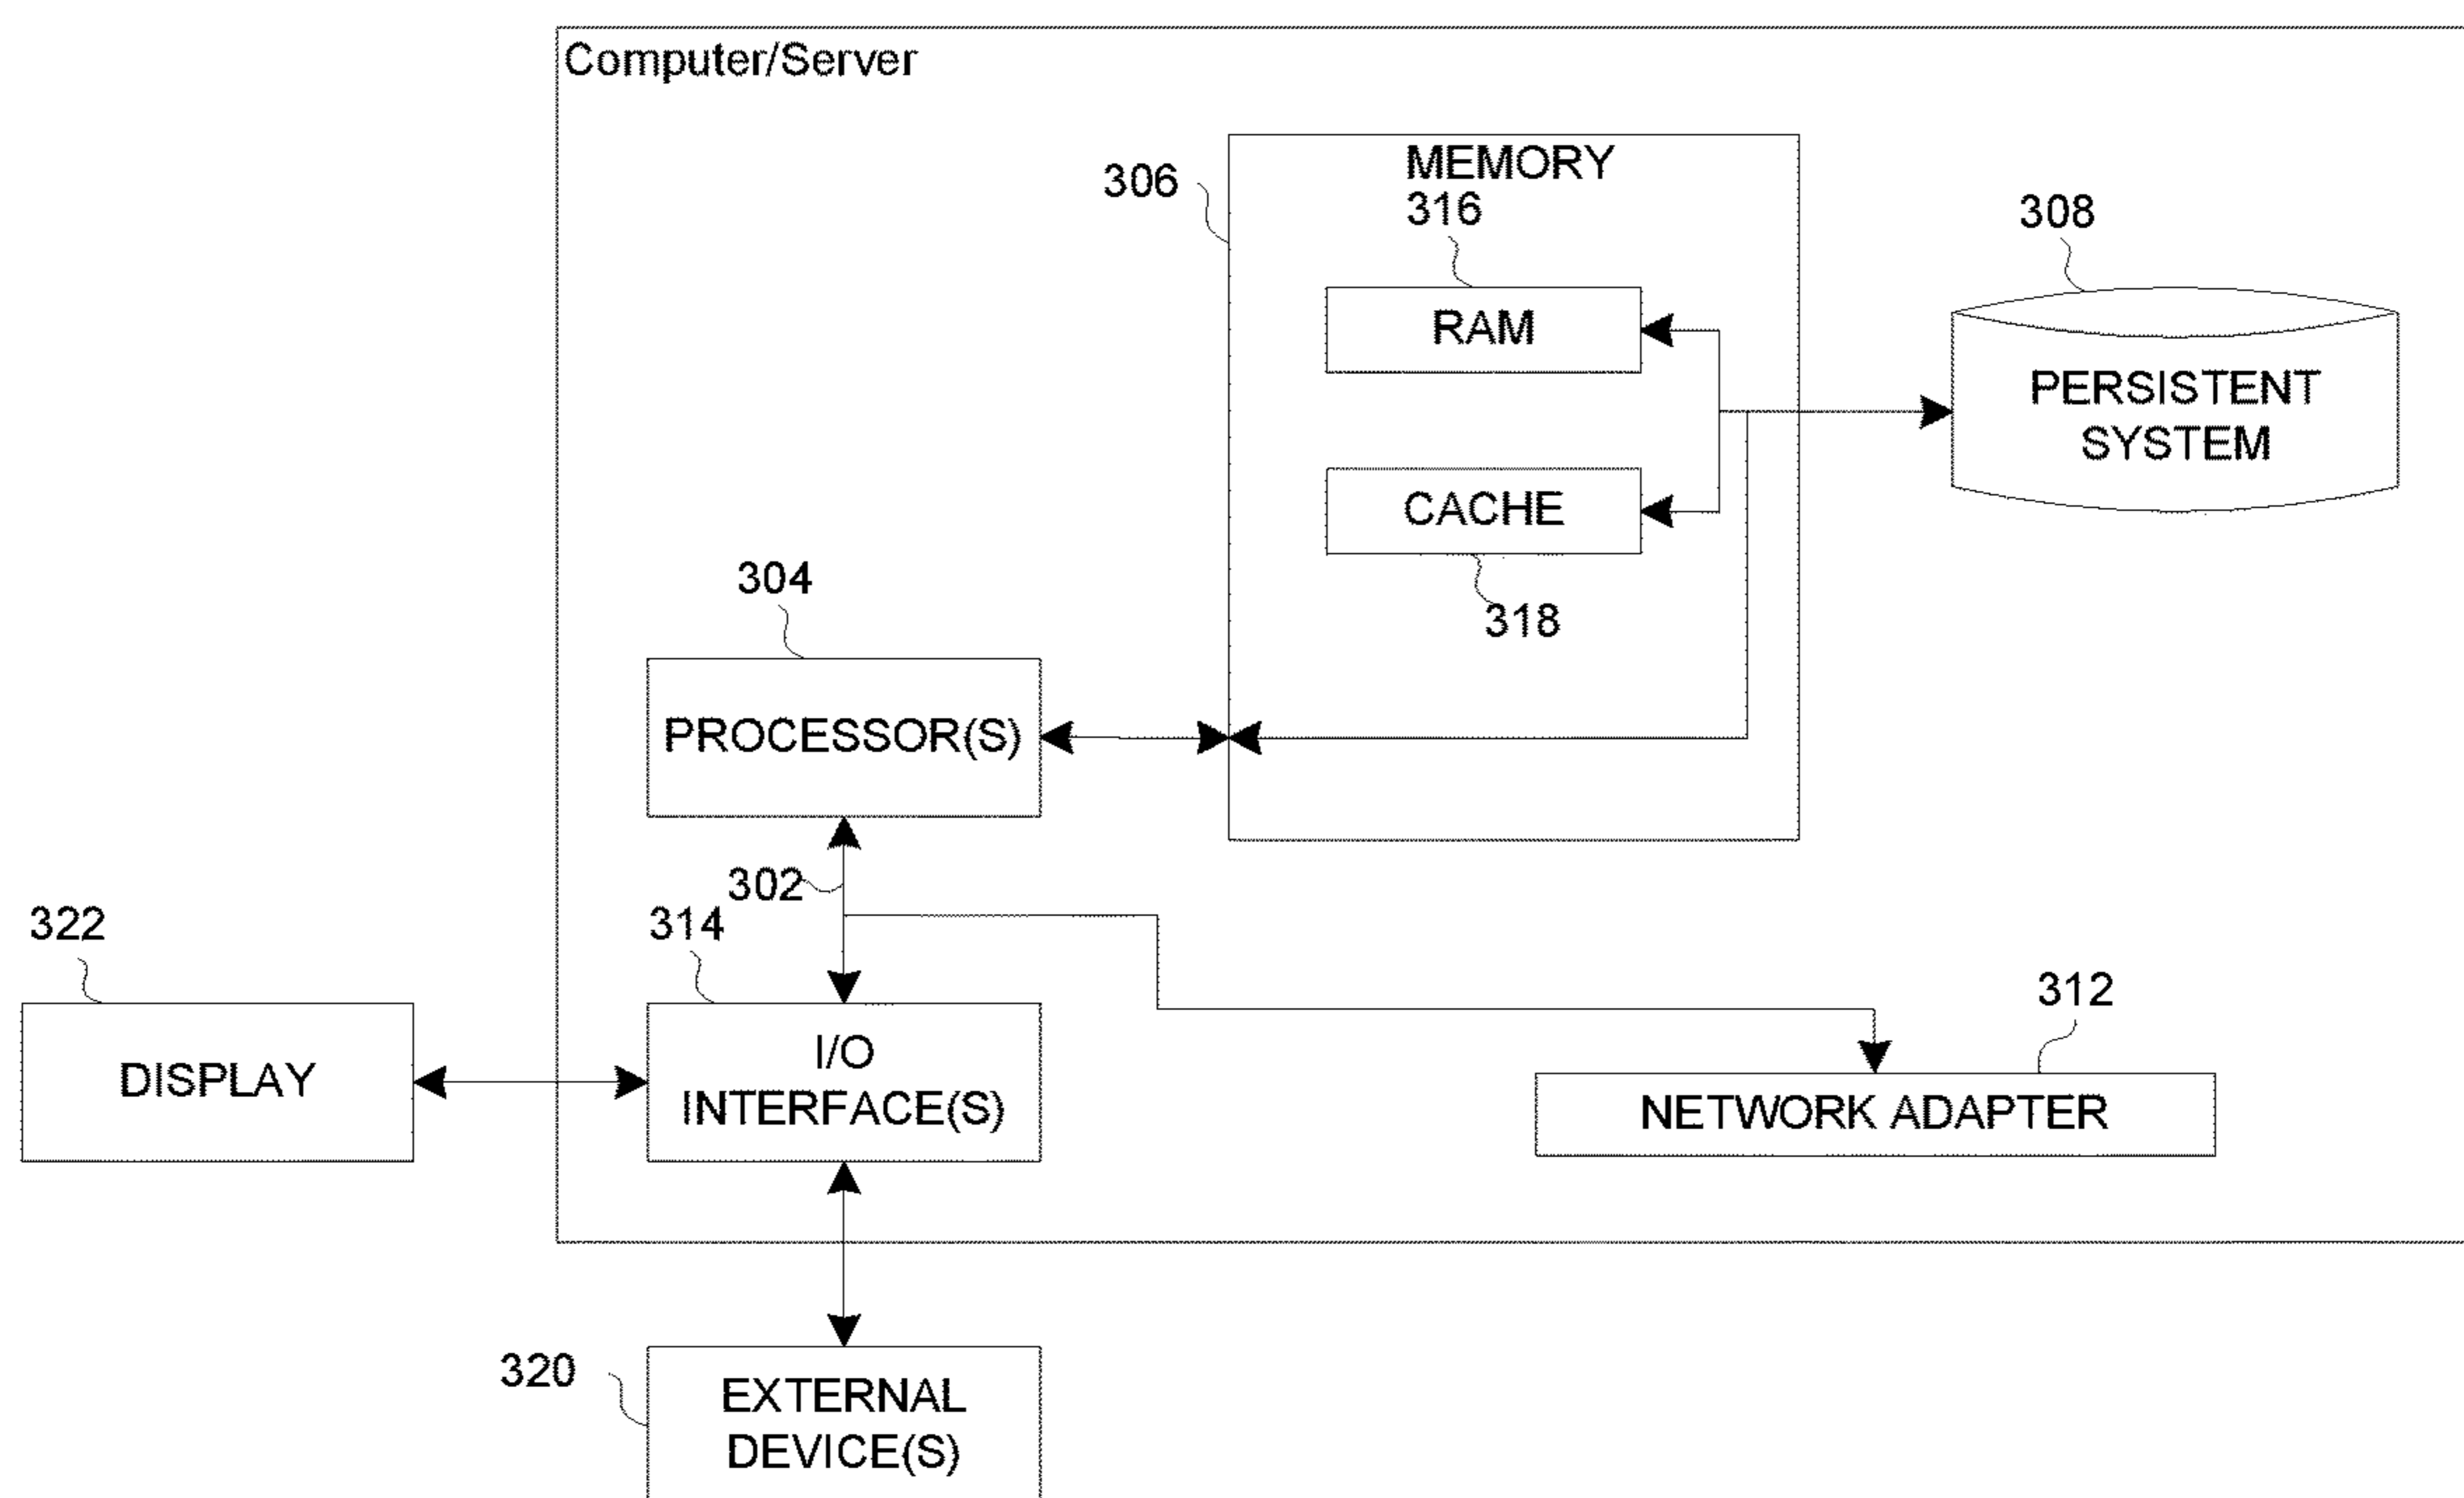 Computer/Server
MEMORY
306
316
308
RAM
PERSISTENT
SYSTEM
CACHE
304
318
PROCESSOR(S)
302
322
314
312
I/O
INTERFACE(S)
DISPLAY
NETWORK ADAPTER
320
EXTERNAL
DEVICE(S)